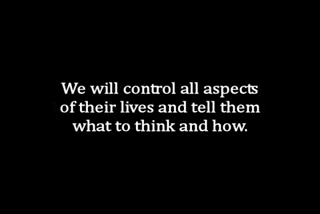 We will control all aspects
of their lives and tell them
what to think and how.